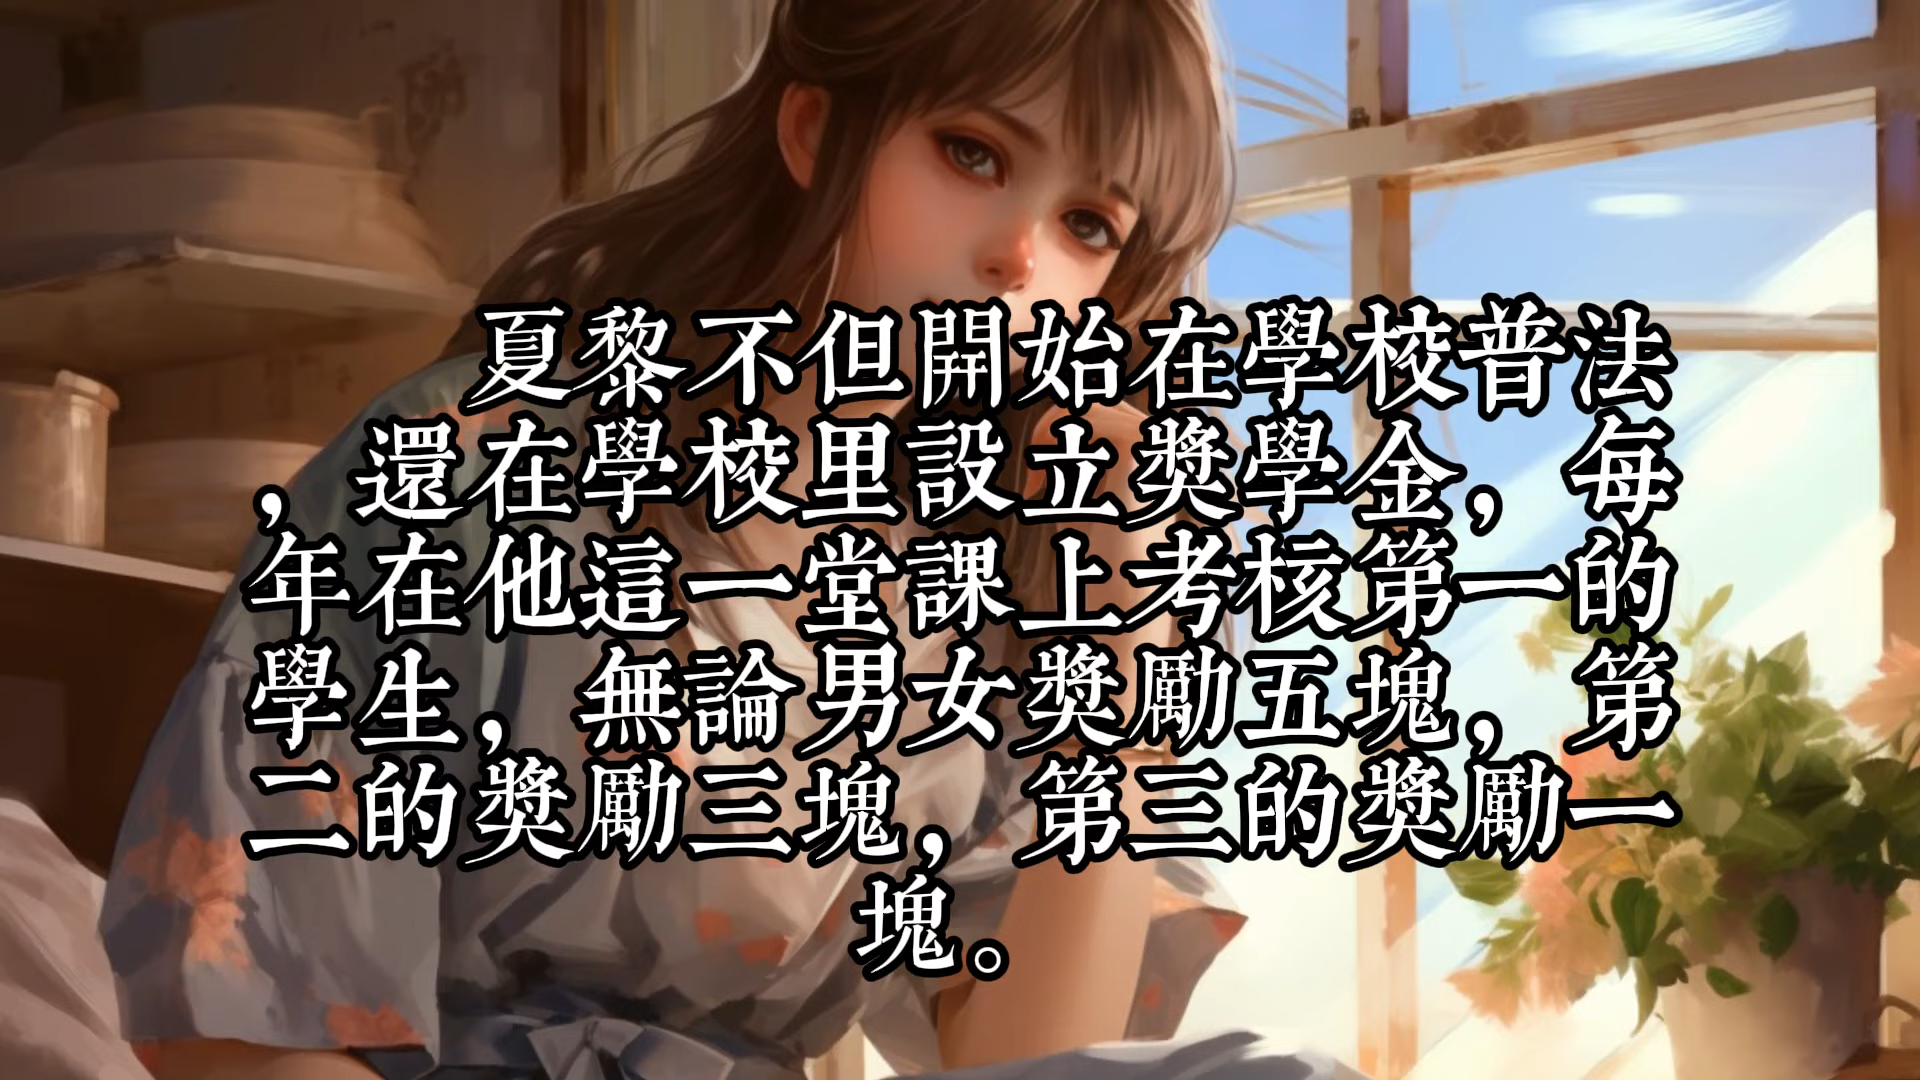 夏黎不但開始在學校普法
，還在學校里設立獎學金，每
年在他這一堂課上考核第一的
學生，無論男女獎勵五塊，第
二的獎勵三塊，第三的獎勵一
塊。